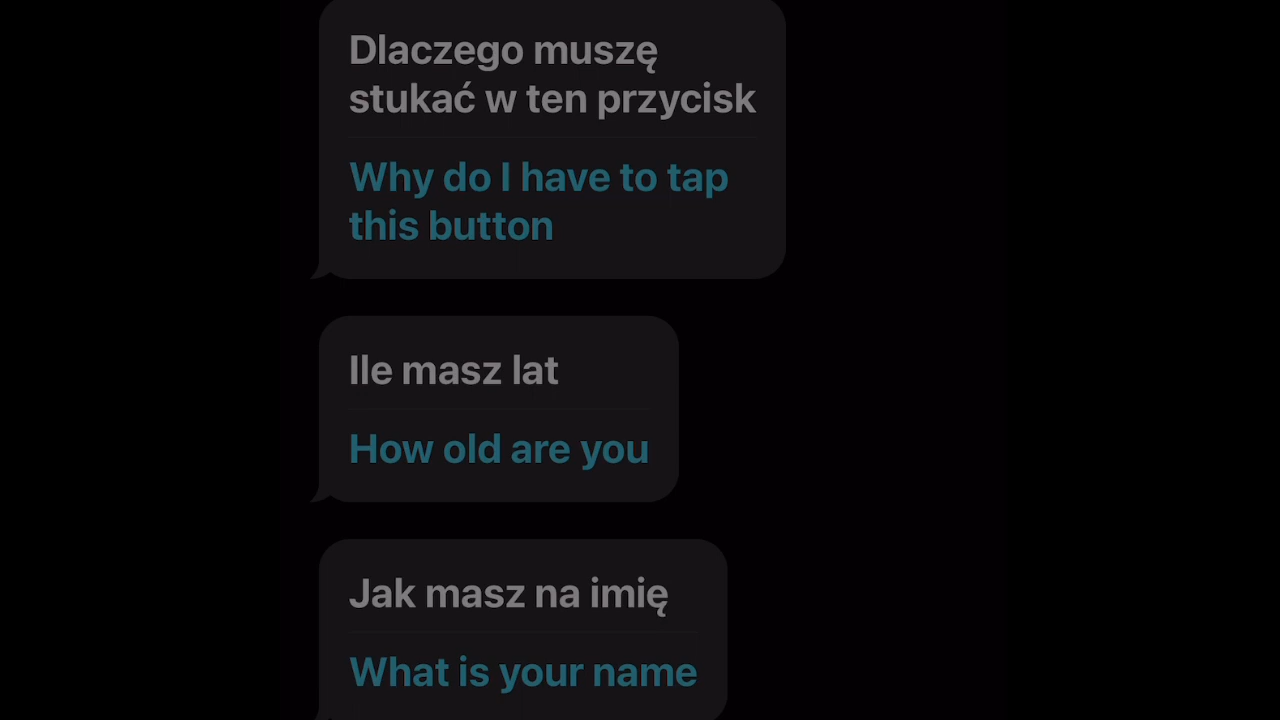 Dlaczego muszę
stukać w ten przycisk
Why do I have to tap
this button
Ile masz lat
How old are you
Jak masz na imię
What is your name